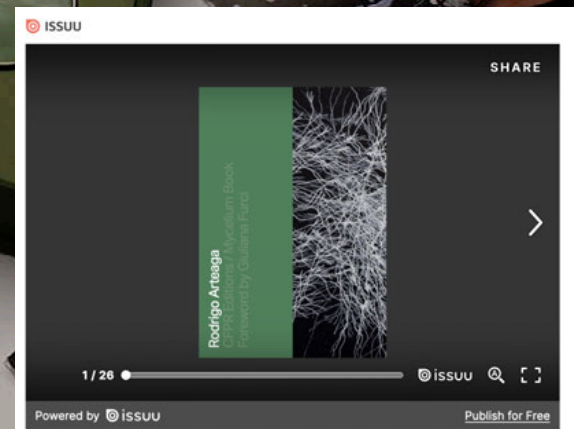 ISSUU
SHARE
Rodrigo Arteaga
CFPR Editions / Mycelium Book
Foreword by Giuliana Furci
1 / 26
issuu
Powered by issuu
Publish for Free